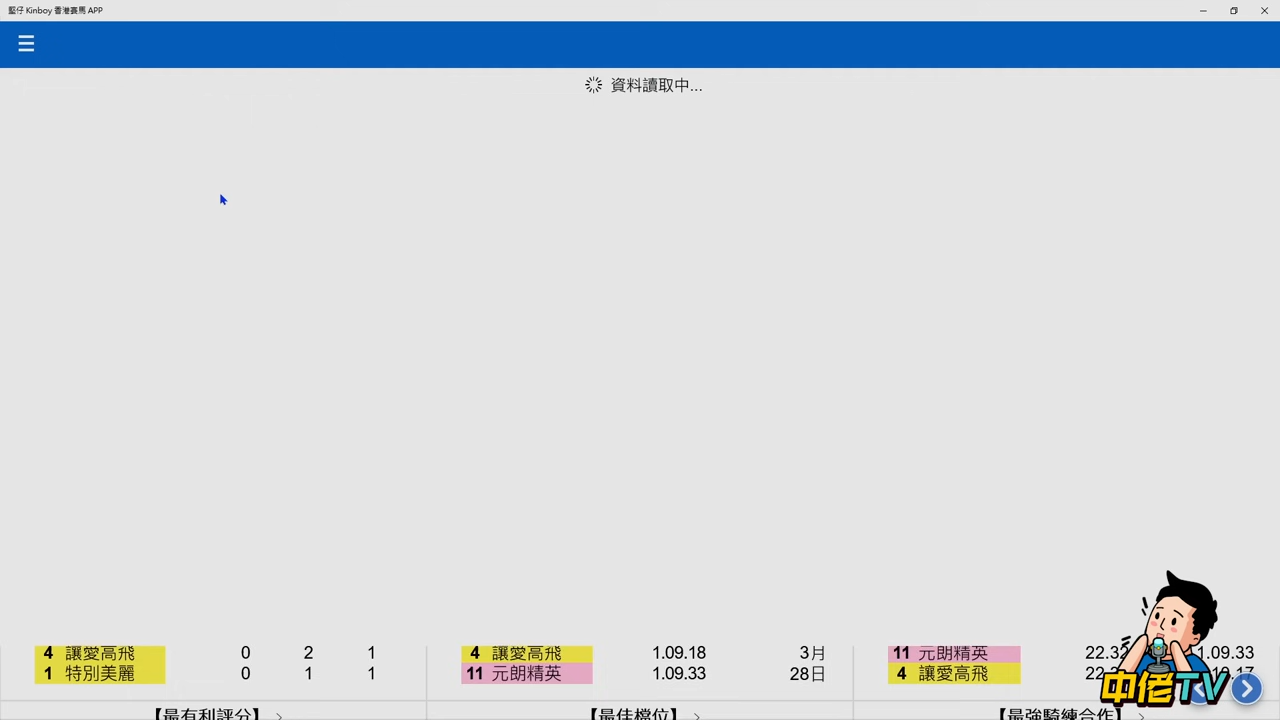 藍仔 Kinboy 香港賽馬 APP
資料讀取中...
4 讓愛高飛 0 2 1
1 特別美麗 0 1 1
4 讓愛高飛 1.09.18 3月
11 元朗精英 1.09.33 28日
11 元朗精英 1.09.33
4 讓愛高飛
中佬TV
【最有利評分】 >
【最佳檔位】 >
【最強騎練合作】 >